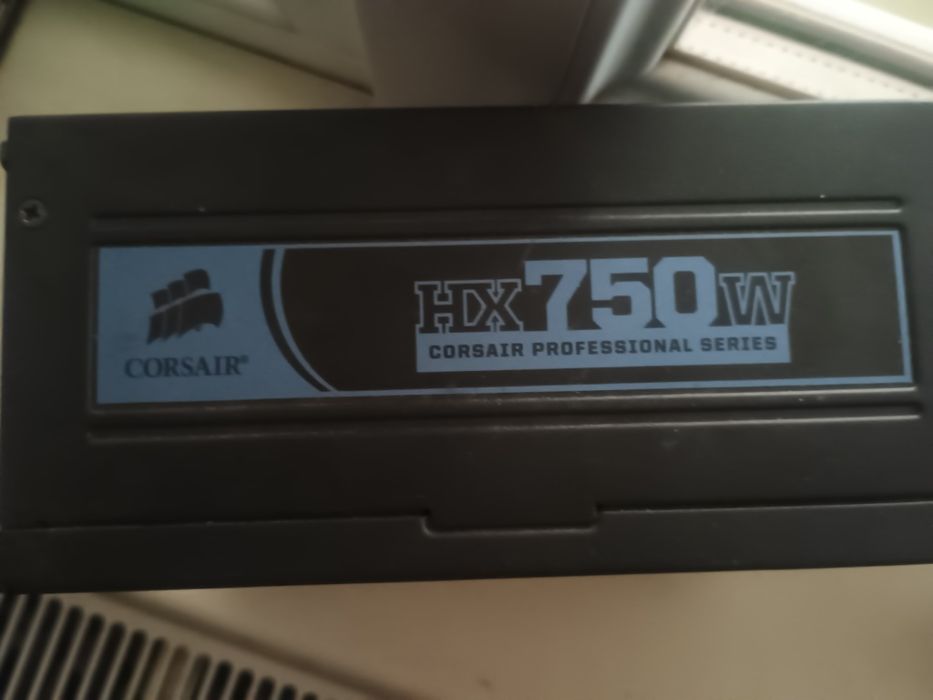 CORSAIR®
HX750W
CORSAIR PROFESSIONAL SERIES